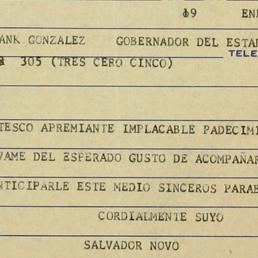 19 ENE
ANK GONZALEZ GOBERNADOR DEL ESTAD
TELE
305 (TRES CERO CINCO)
TESCO APREMIANTE IMPLACABLE PADECIMI
VAME DEL ESPERADO GUSTO DE ACOMPAÑAR
NTICIPARLE ESTE MEDIO SINCEROS PARAB
CORDIALMENTE SUYO
SALVADOR NOVO